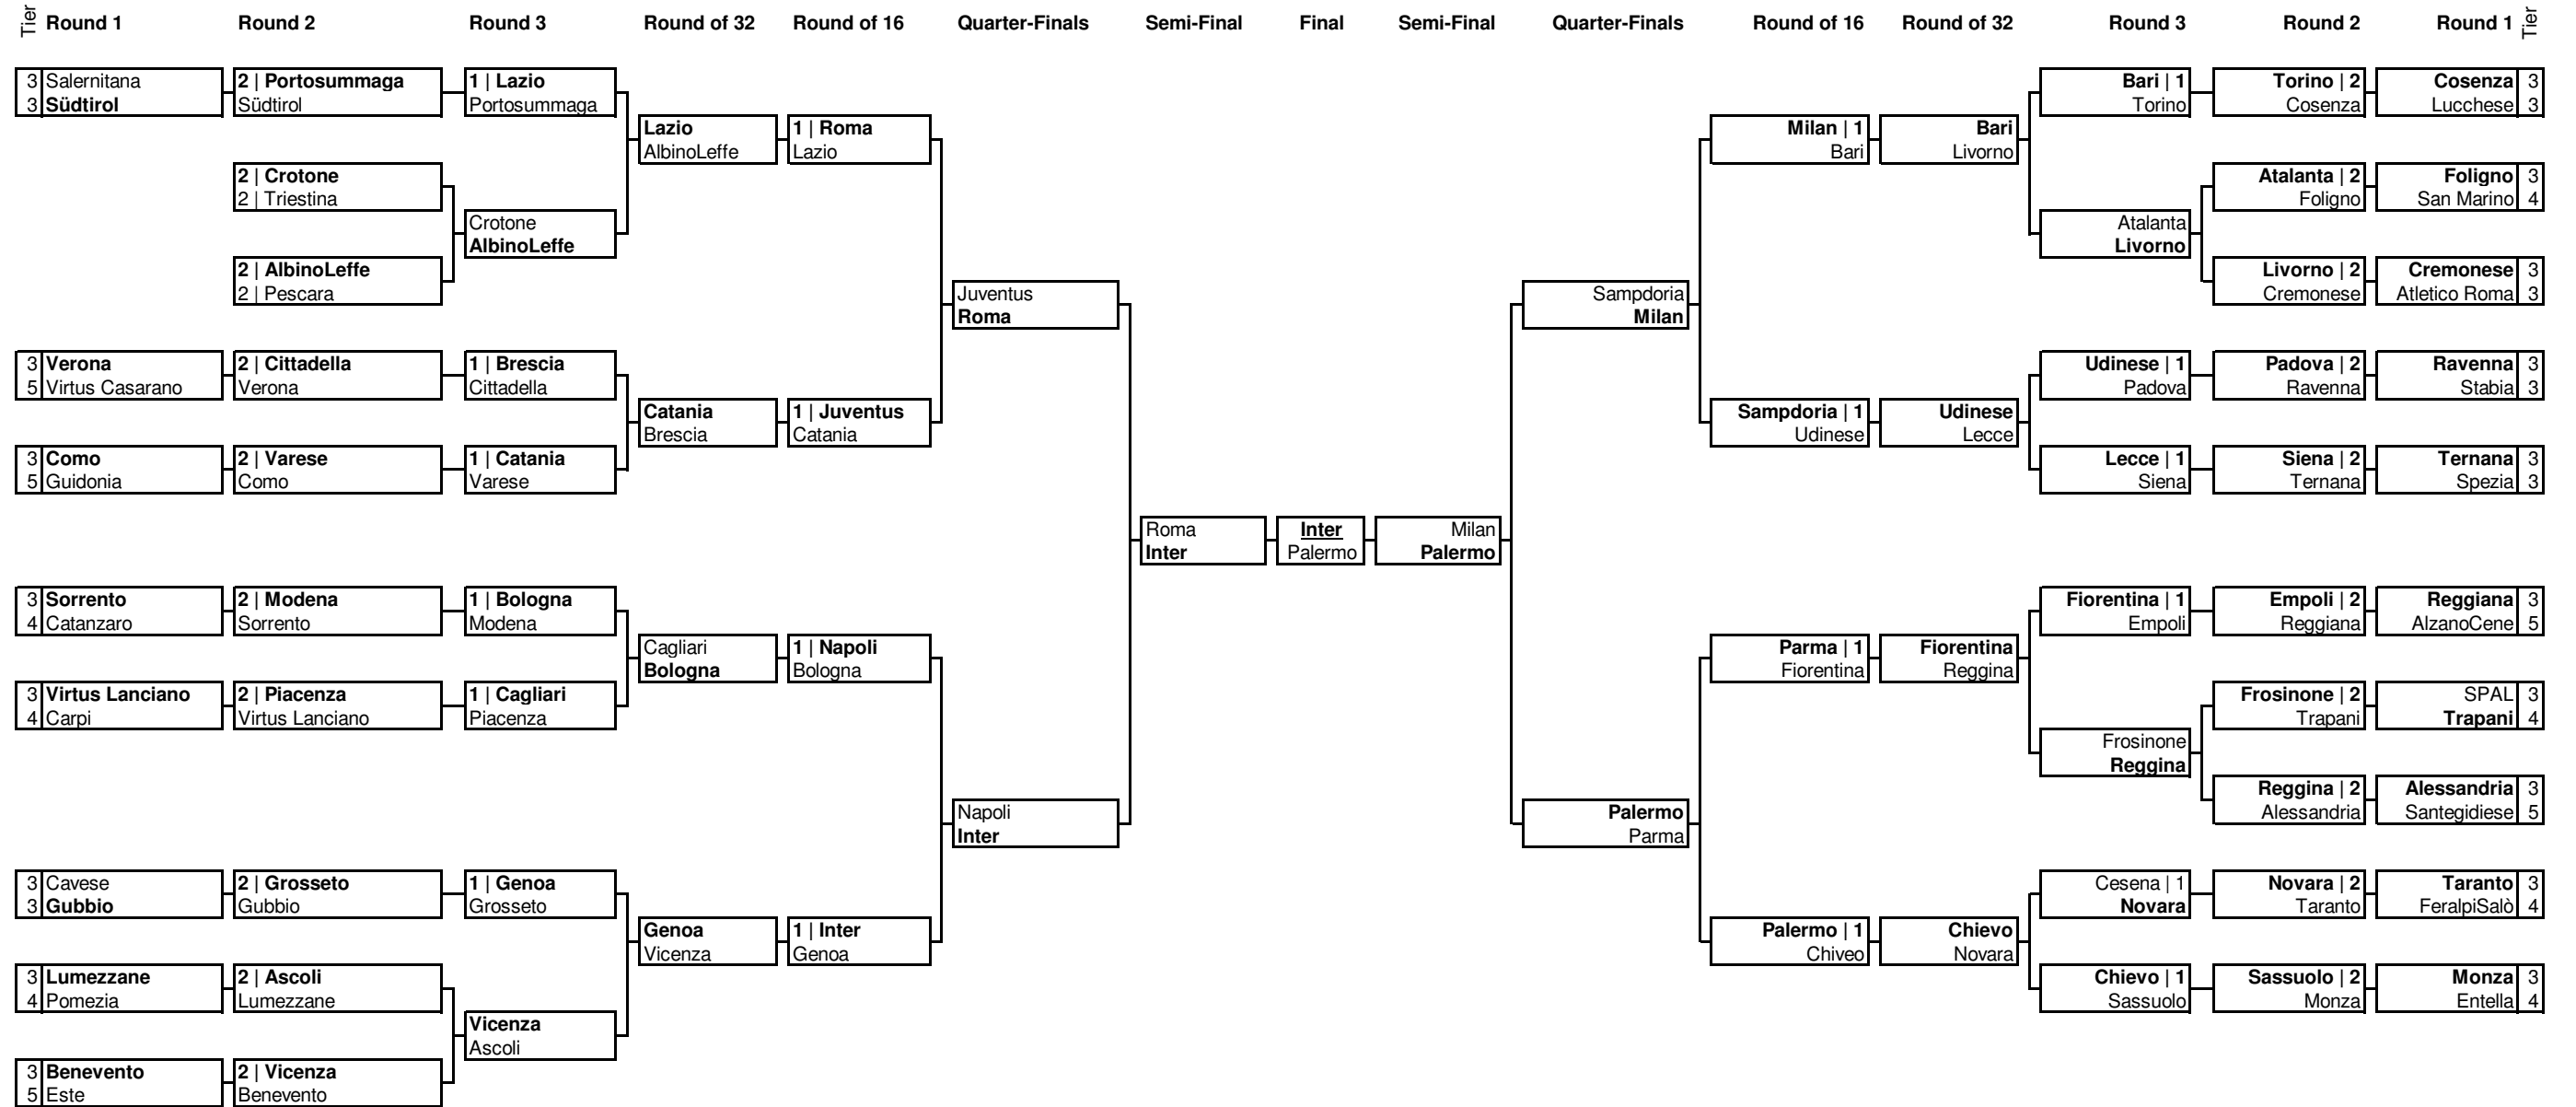 Tier Round 1 Round 2 Round 3 Round of 32 Round of 16 Quarter-Finals Semi-Final Final Semi-Final Quarter-Finals Round of 16 Round of 32 Round 3 Round 2 Round 1 Tier
3 Salernitana 2 | Portosummaga 1 | Lazio Bari | 1 Torino | 2 Cosenza 3
3 Südtirol Südtirol Portosummaga Torino Cosenza Lucchese 3
Lazio 1 | Roma Milan | 1 Bari
AlbinoLeffe Lazio Bari Livorno
2 | Crotone Atalanta | 2 Foligno 3
2 | Triestina Foligno San Marino 4
Crotone Atalanta
AlbinoLeffe Livorno
2 | AlbinoLeffe Livorno | 2 Cremonese 3
2 | Pescara Cremonese Atletico Roma 3
Juventus Sampdoria
Roma Milan
3 Verona 2 | Cittadella 1 | Brescia Udinese | 1 Padova | 2 Ravenna 3
5 Virtus Casarano Verona Cittadella Padova Ravenna Stabia 3
Catania 1 | Juventus Sampdoria | 1 Udinese
Brescia Catania Udinese Lecce
3 Como 2 | Varese 1 | Catania Lecce | 1 Siena | 2 Ternana 3
5 Guidonia Como Varese Siena Ternana Spezia 3
Roma Inter Milan
Inter Palermo Palermo
3 Sorrento 2 | Modena 1 | Bologna Fiorentina | 1 Empoli | 2 Reggiana 3
4 Catanzaro Sorrento Modena Empoli Reggiana AlzanoCene 5
Cagliari 1 | Napoli Parma | 1 Fiorentina
Bologna Bologna Fiorentina Reggina
3 Virtus Lanciano 2 | Piacenza 1 | Cagliari Frosinone | 2 SPAL 3
4 Carpi Virtus Lanciano Piacenza Trapani Trapani 4
Frosinone
Reggina
Reggina | 2 Alessandria 3
Alessandria Santegidiese 5
Napoli Palermo
Inter Parma
3 Cavese 2 | Grosseto 1 | Genoa Cesena | 1 Novara | 2 Taranto 3
3 Gubbio Gubbio Grosseto Novara Taranto FeralpiSalò 4
Genoa 1 | Inter Palermo | 1 Chievo
Vicenza Genoa Chiveo Novara
3 Lumezzane 2 | Ascoli Chievo | 1 Sassuolo | 2 Monza 3
4 Pomezia Lumezzane Sassuolo Monza Entella 4
Vicenza
Ascoli
3 Benevento 2 | Vicenza
5 Este Benevento